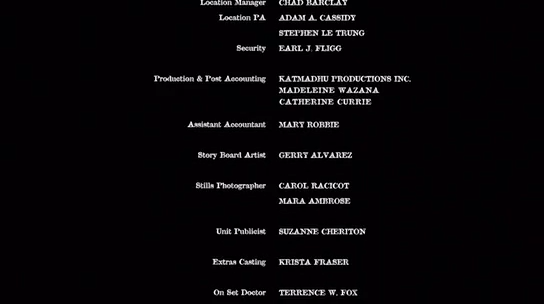 Location Manager CHAD BARCLAY
Location PA ADAM A. CASSIDY
STEPHEN LE TRUNG
Security EARL J. FLIGG
Production & Post Accounting KATMADHU PRODUCTIONS INC.
MADELEINE WAZANA
CATHERINE CURRIE
Assistant Accountant MARY ROBBIE
Story Board Artist GERRY ALVAREZ
Stills Photographer CAROL RACICOT
MARA AMBROSE
Unit Publicist SUZANNE CHERITON
Extras Casting KRISTA FRASER
On Set Doctor TERRENCE W. FOX